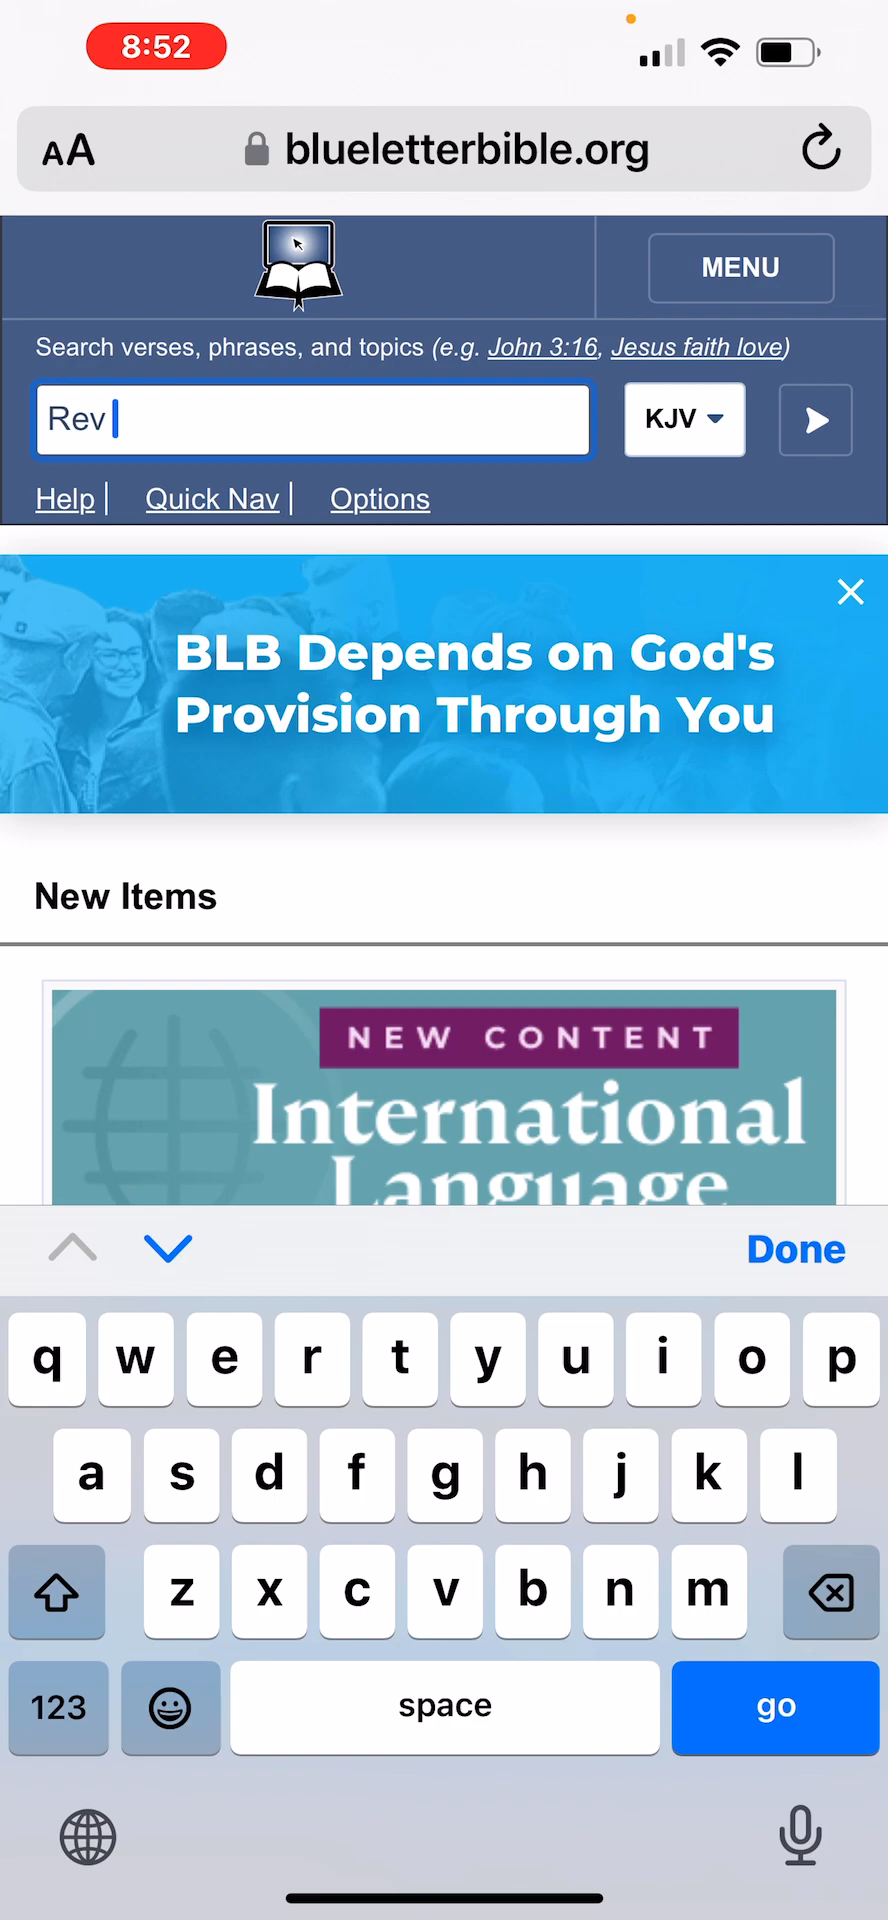 8:52
AA blueletterbible.org
MENU
Search verses, phrases, and topics (e.g. John 3:16, Jesus faith love)
Rev
KJV
Help | Quick Nav | Options
BLB Depends on God's
Provision Through You
New Items
NEW CONTENT
International
Language
Done
q w e r t y u i o p
a s d f g h j k l
z x c v b n m
123 space go